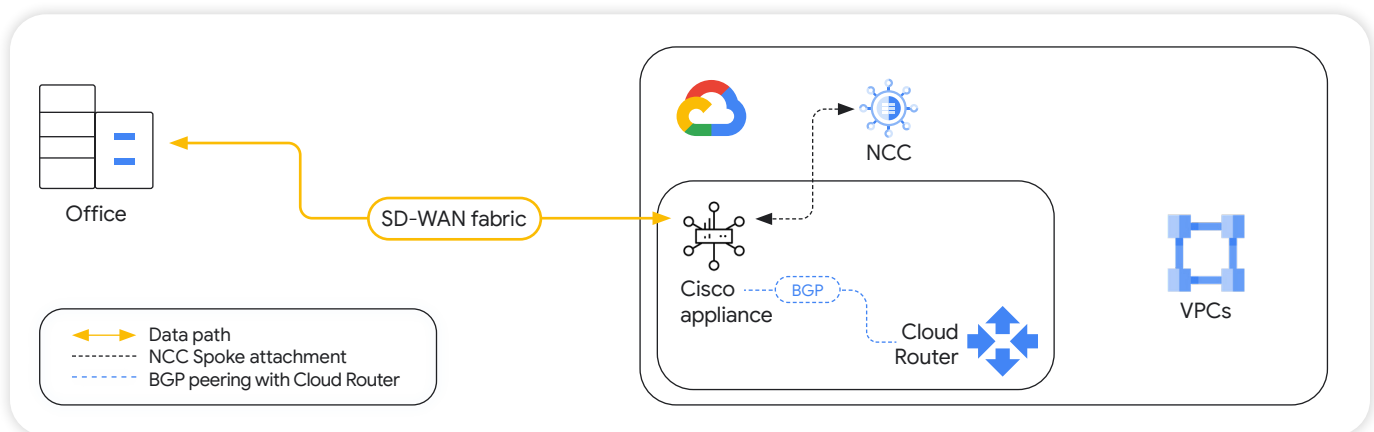 Office
SD-WAN fabric
NCC
Cisco
appliance
BGP
Cloud
Router
VPCs
Data path
NCC Spoke attachment
BGP peering with Cloud Router